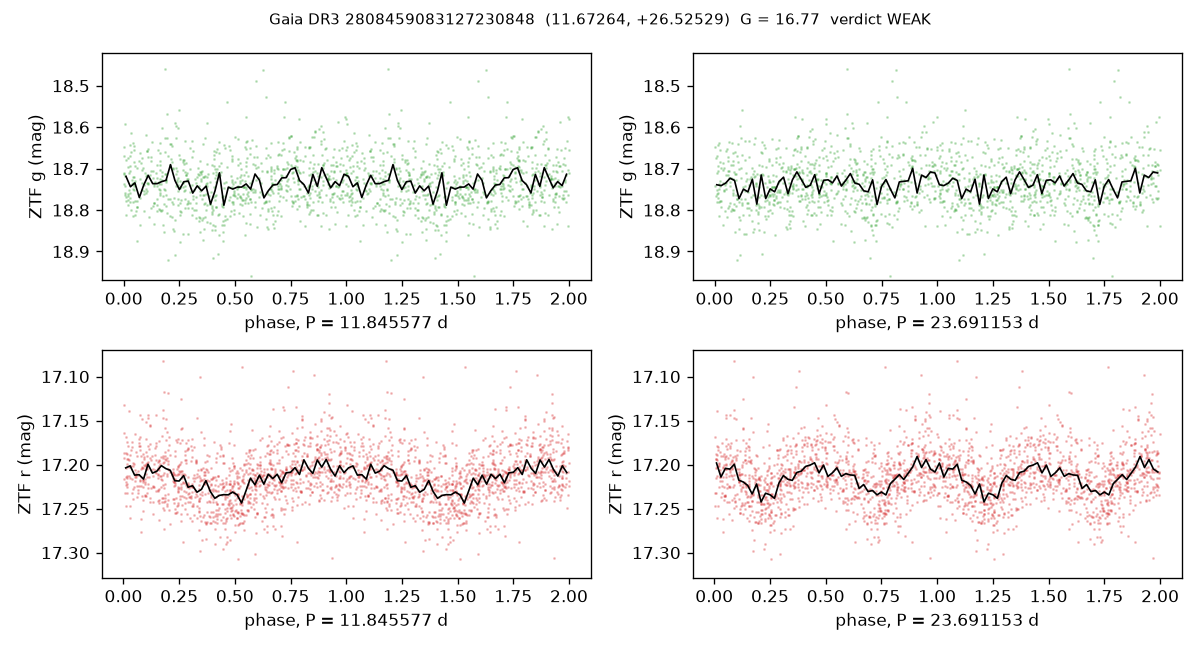 Gaia DR3 2808459083127230848 (11.67264, +26.52529) G = 16.77 verdict WEAK
ZTF g (mag)
18.5
18.6
18.7
18.8
18.9
0.00 0.25 0.50 0.75 1.00 1.25 1.50 1.75 2.00
phase, P = 11.845577 d
ZTF g (mag)
18.5
18.6
18.7
18.8
18.9
0.00 0.25 0.50 0.75 1.00 1.25 1.50 1.75 2.00
phase, P = 23.691153 d
ZTF r (mag)
17.10
17.15
17.20
17.25
17.30
0.00 0.25 0.50 0.75 1.00 1.25 1.50 1.75 2.00
phase, P = 11.845577 d
ZTF r (mag)
17.10
17.15
17.20
17.25
17.30
0.00 0.25 0.50 0.75 1.00 1.25 1.50 1.75 2.00
phase, P = 23.691153 d